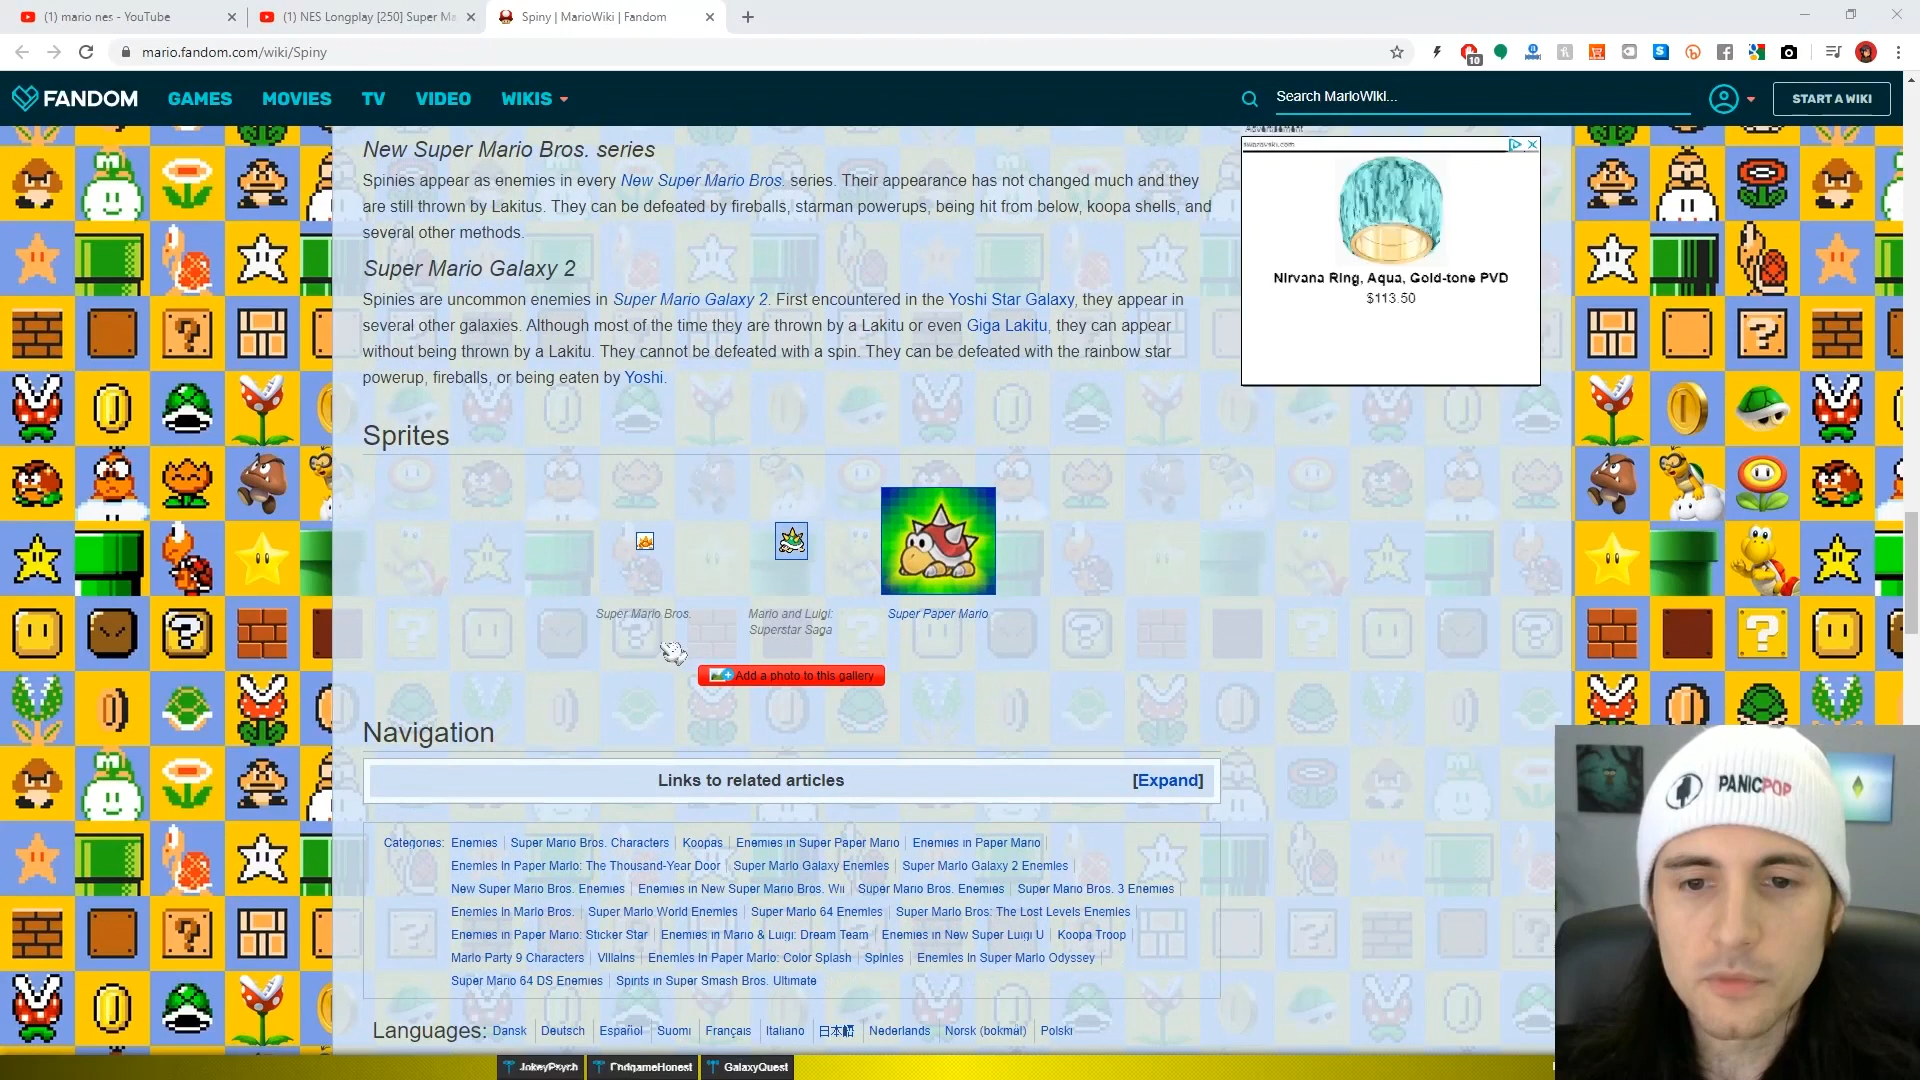 (1) mario nes - YouTube
(1) NES Longplay [250] Super Ma
Spiny | MarioWiki | Fandom
mario.fandom.com/wiki/Spiny
10
FANDOM
GAMES
MOVIES
TV
VIDEO
WIKIS
Search MarioWiki...
START A WIKI
New Super Mario Bros. series
Spinies appear as enemies in every New Super Mario Bros. series. Their appearance has not changed much and they
are still thrown by Lakitus. They can be defeated by fireballs, starman powerups, being hit from below, koopa shells, and
several other methods.
Super Mario Galaxy 2
Spinies are uncommon enemies in Super Mario Galaxy 2. First encountered in the Yoshi Star Galaxy, they appear in
several other galaxies. Although most of the time they are thrown by a Lakitu or even Giga Lakitu, they can appear
without being thrown by a Lakitu. They cannot be defeated with a spin. They can be defeated with the rainbow star
powerup, fireballs, or being eaten by Yoshi.
Nirvana Ring, Aqua, Gold-tone PVD
$113.50
Sprites
Super Mario Bros.
Mario and Luigi:
Superstar Saga
Super Paper Mario
Add a photo to this gallery
Navigation
Links to related articles
[Expand]
Categories: Enemies | Super Mario Bros. Characters | Koopas | Enemies in Super Paper Mario | Enemies in Paper Mario
Enemies In Paper Mario: The Thousand-Year Door | Super Mario Galaxy Enemies | Super Mario Galaxy 2 Enemies
New Super Mario Bros. Enemies | Enemies in New Super Mario Bros. Wii | Super Mario Bros. Enemies | Super Mario Bros. 3 Enemies
Enemies In Mario Bros. | Super Mario World Enemies | Super Mario 64 Enemies | Super Mario Bros: The Lost Levels Enemies
Enemies in Paper Mario: Sticker Star | Enemies in Mario & Luigi: Dream Team | Enemies in New Super Luigi U | Koopa Troop
Mario Party 9 Characters | Villains | Enemies In Paper Mario: Color Splash | Spinies | Enemies In Super Mario Odyssey
Super Mario 64 DS Enemies | Spirits in Super Smash Bros. Ultimate
Languages: Dansk | Deutsch | Español | Suomi | Français | Italiano | 日本語 | Nederlands | Norsk (bokmål) | Polski
JokeyPsych
EndgameHonest
GalaxyQuest
PANICPOP